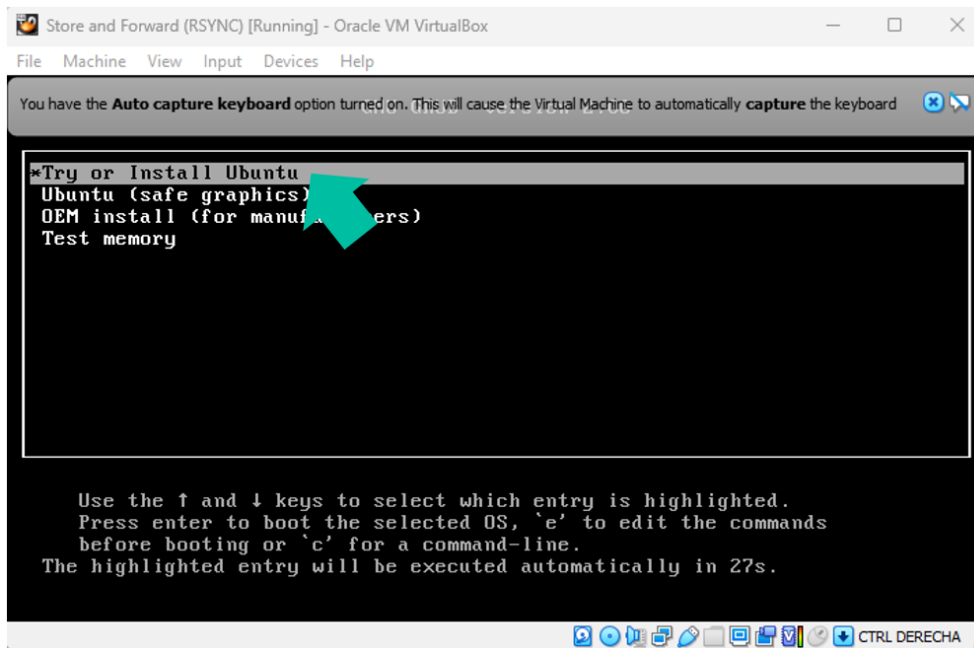 Store and Forward (RSYNC) [Running] - Oracle VM VirtualBox
File Machine View Input Devices Help
You have the Auto capture keyboard option turned on. This will cause the Virtual Machine to automatically capture the keyboard
*Try or Install Ubuntu
Ubuntu (safe graphics)
OEM install (for manuf ers)
Test memory
Use the ↑ and ↓ keys to select which entry is highlighted.
Press enter to boot the selected OS, `e' to edit the commands
before booting or `c' for a command-line.
The highlighted entry will be executed automatically in 27s.
CTRL DERECHA